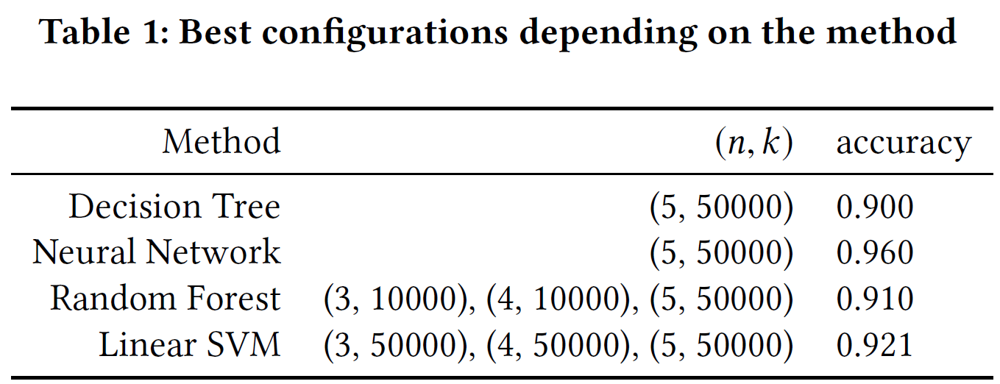 Table 1: Best configurations depending on the method
Method (n, k) accuracy
Decision Tree (5, 50000) 0.900
Neural Network (5, 50000) 0.960
Random Forest (3, 10000), (4, 10000), (5, 50000) 0.910
Linear SVM (3, 50000), (4, 50000), (5, 50000) 0.921